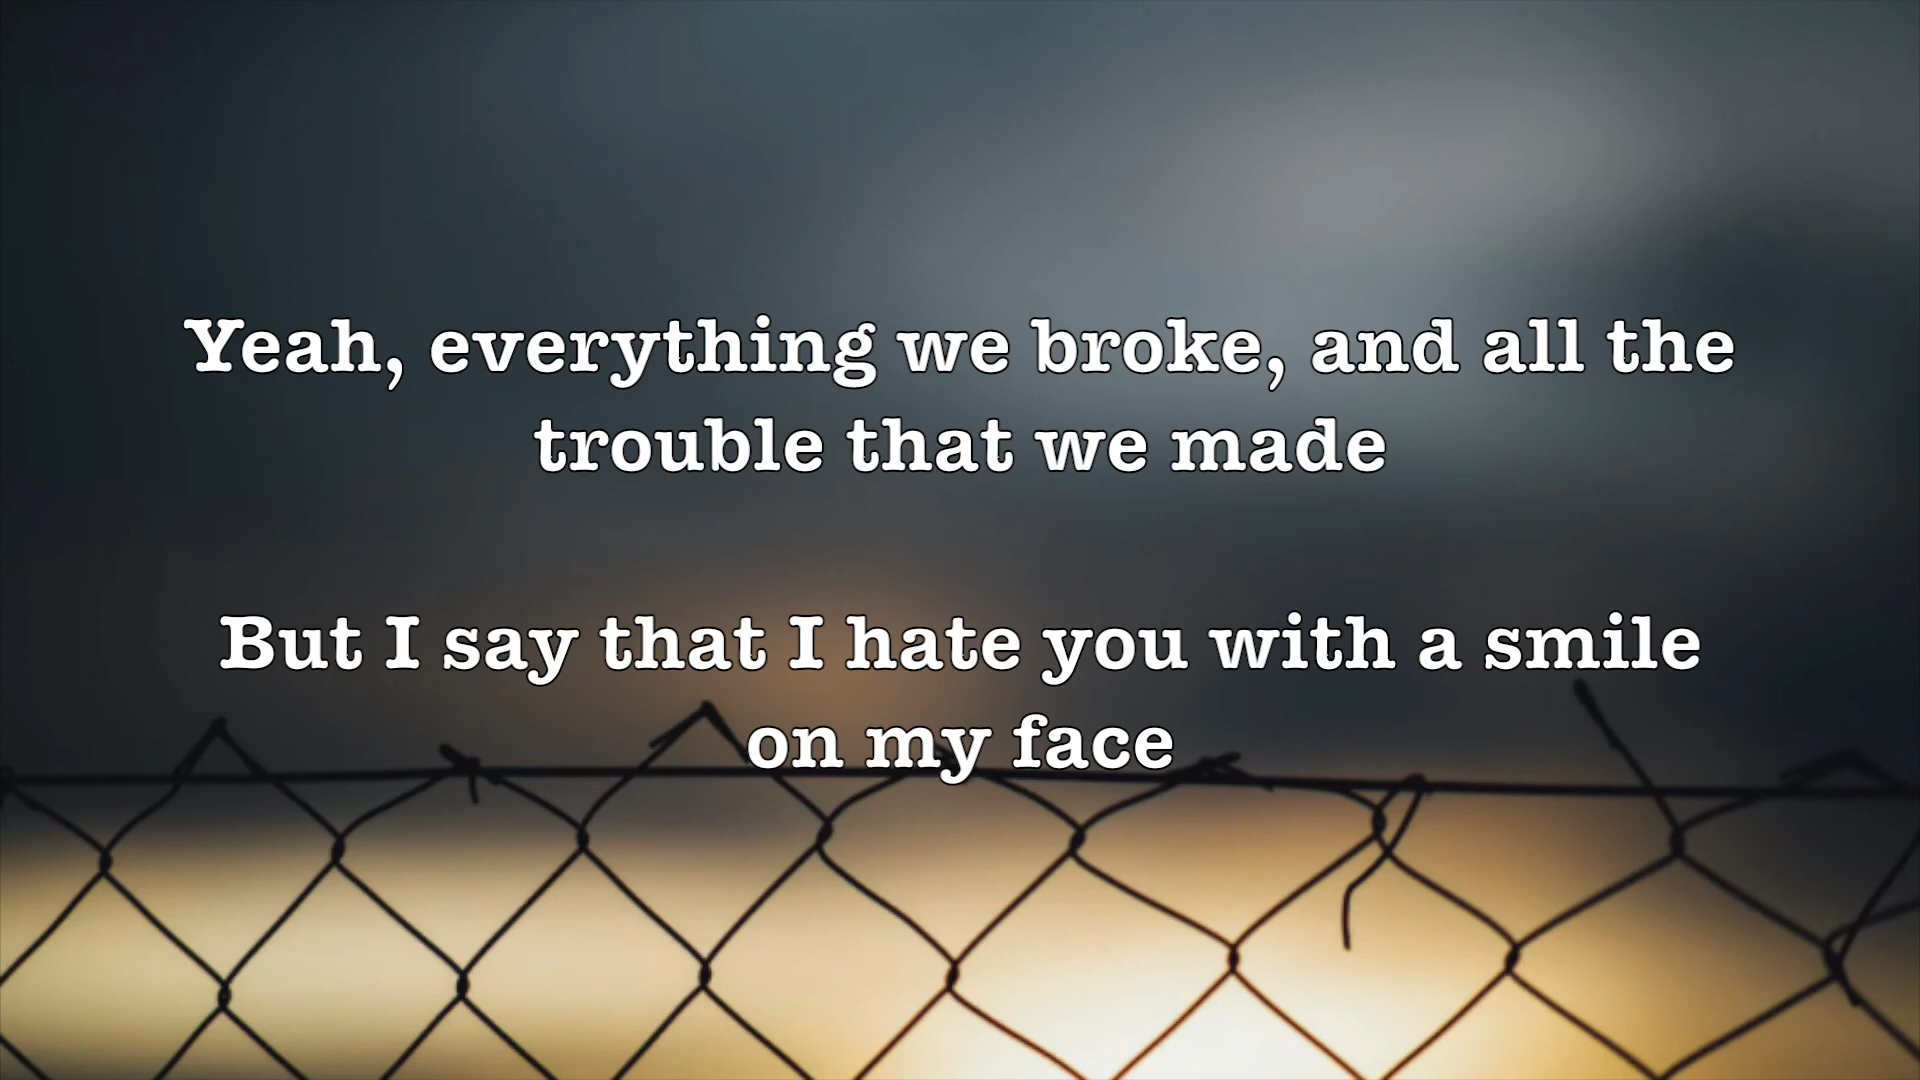 Yeah, everything we broke, and all the
trouble that we made
But I say that I hate you with a smile
on my face